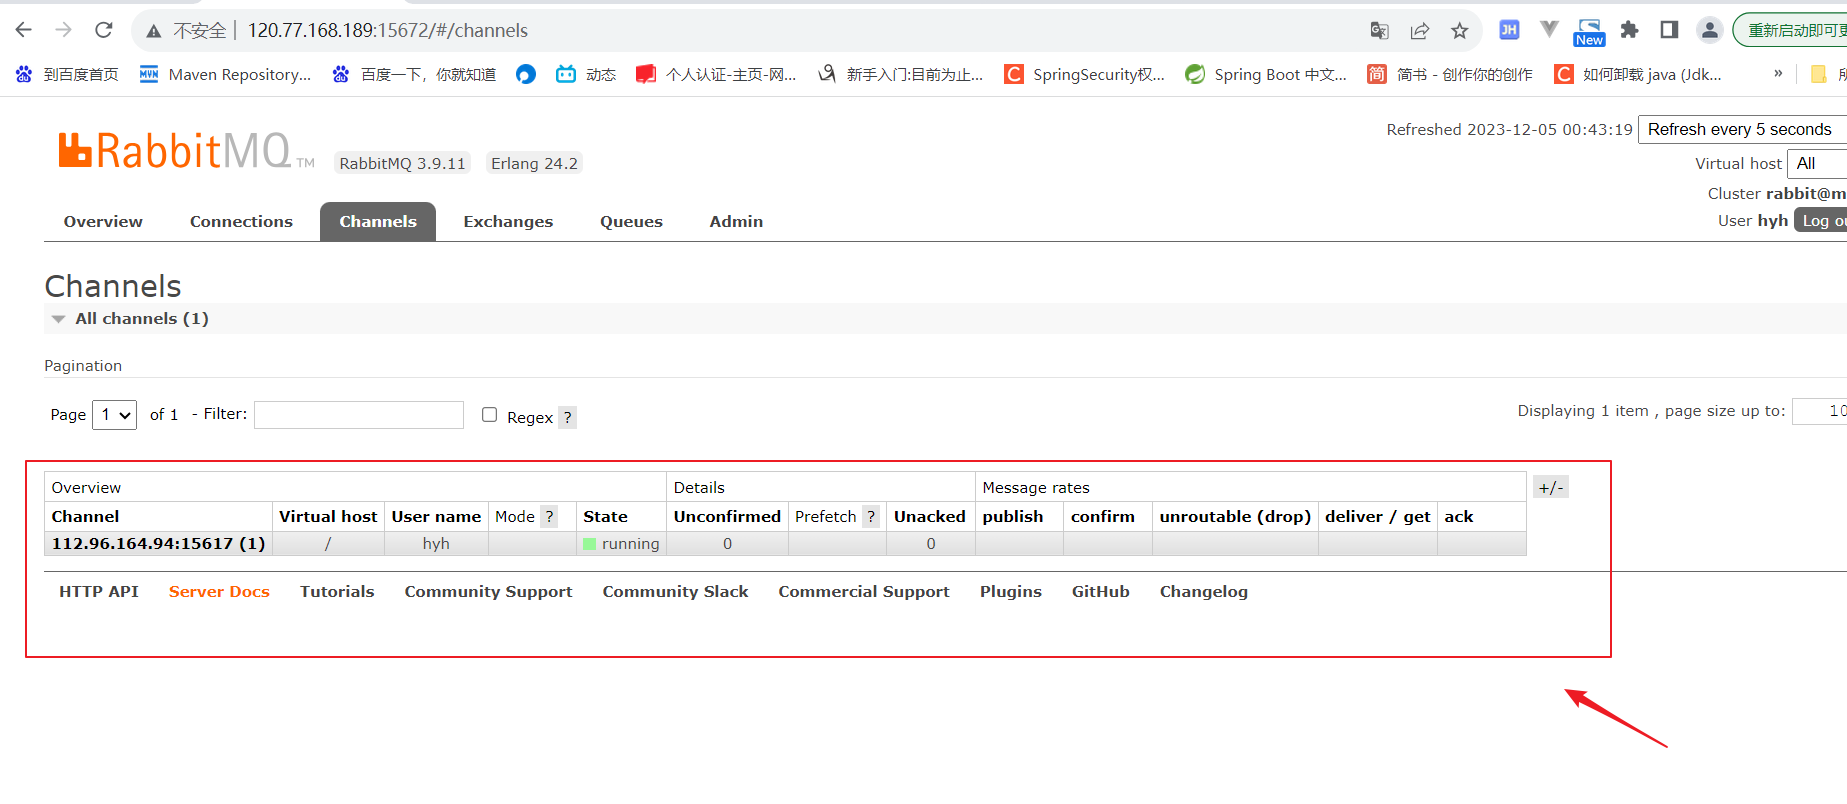 不安全 120.77.168.189:15672/#/channels New 重新启动即可更
到百度首页 MVN Maven Repository... 百度一下，你就知道 动态 个人认证-主页-网... 新手入门:目前为止... C SpringSecurity权... Spring Boot 中文... 简 简书 - 创作你的创作 C 如何卸载 java (Jdk... »
RabbitMQ TM RabbitMQ 3.9.11 Erlang 24.2
Refreshed 2023-12-05 00:43:19 Refresh every 5 seconds
Virtual host All
Cluster rabbit@m
User hyh Log ou
Overview Connections Channels Exchanges Queues Admin
Channels
All channels (1)
Pagination
Page 1 of 1 - Filter: Regex ? Displaying 1 item , page size up to: 10
Overview Details Message rates +/-
Channel Virtual host User name Mode ? State Unconfirmed Prefetch ? Unacked publish confirm unroutable (drop) deliver / get ack
112.96.164.94:15617 (1) / hyh running 0 0
HTTP API Server Docs Tutorials Community Support Community Slack Commercial Support Plugins GitHub Changelog